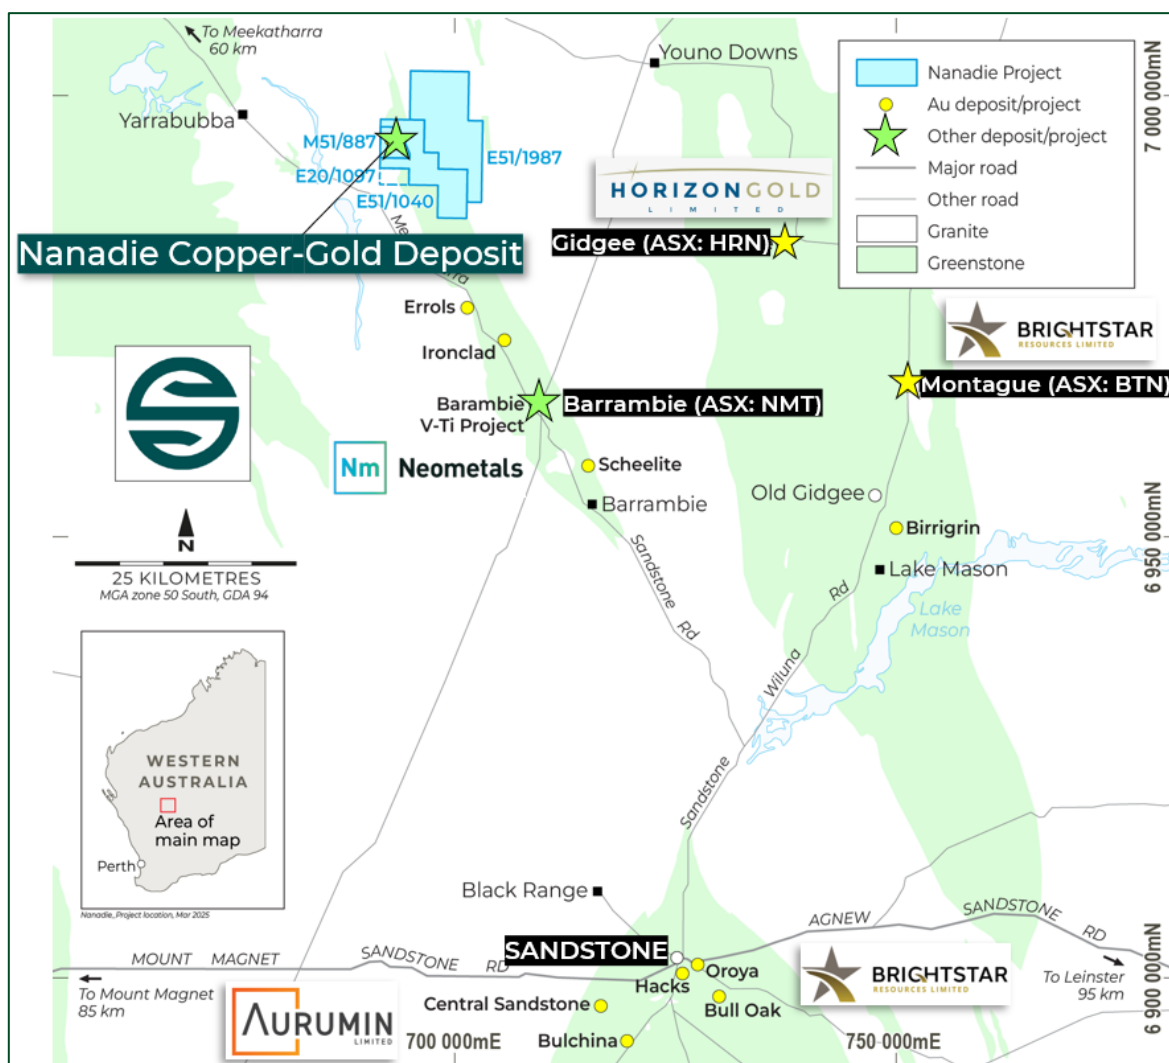 To Meekatharra
60 km
Youno Downs
Yarrabubba
M51/887
E20/1097
E51/1040
E51/1987
7 000 000mN
Nanadie Project
Au deposit/project
Other deposit/project
Major road
Other road
Granite
Greenstone
HORIZON GOLD
LIMITED
Nanadie Copper-Gold Deposit
Gidgee (ASX: HRN)
Errols
Ironclad
BRIGHTSTAR
RESOURCES LIMITED
Montague (ASX: BTN)
Barambie
V-Ti Project
Barrambie (ASX: NMT)
Nm Neometals
Scheelite
Barrambie
Old Gidgee
Birrigrin
Lake Mason
Lake
Mason
6 950 000mN
N
25 KILOMETRES
MGA zone 50 South, GDA 94
Sandstone Rd
Sandstone Wiluna Rd
WESTERN
AUSTRALIA
Area of
main map
Perth
Nanadie_Project location, Mar 2025
Black Range
SANDSTONE
MOUNT MAGNET SANDSTONE RD
AGNEW SANDSTONE RD
To Mount Magnet
85 km
To Leinster
95 km
AURUMIN
LIMITED
Hacks
Oroya
Bull Oak
Central Sandstone
Bulchina
BRIGHTSTAR
RESOURCES LIMITED
700 000mE
750 000mE
6 900 000mN